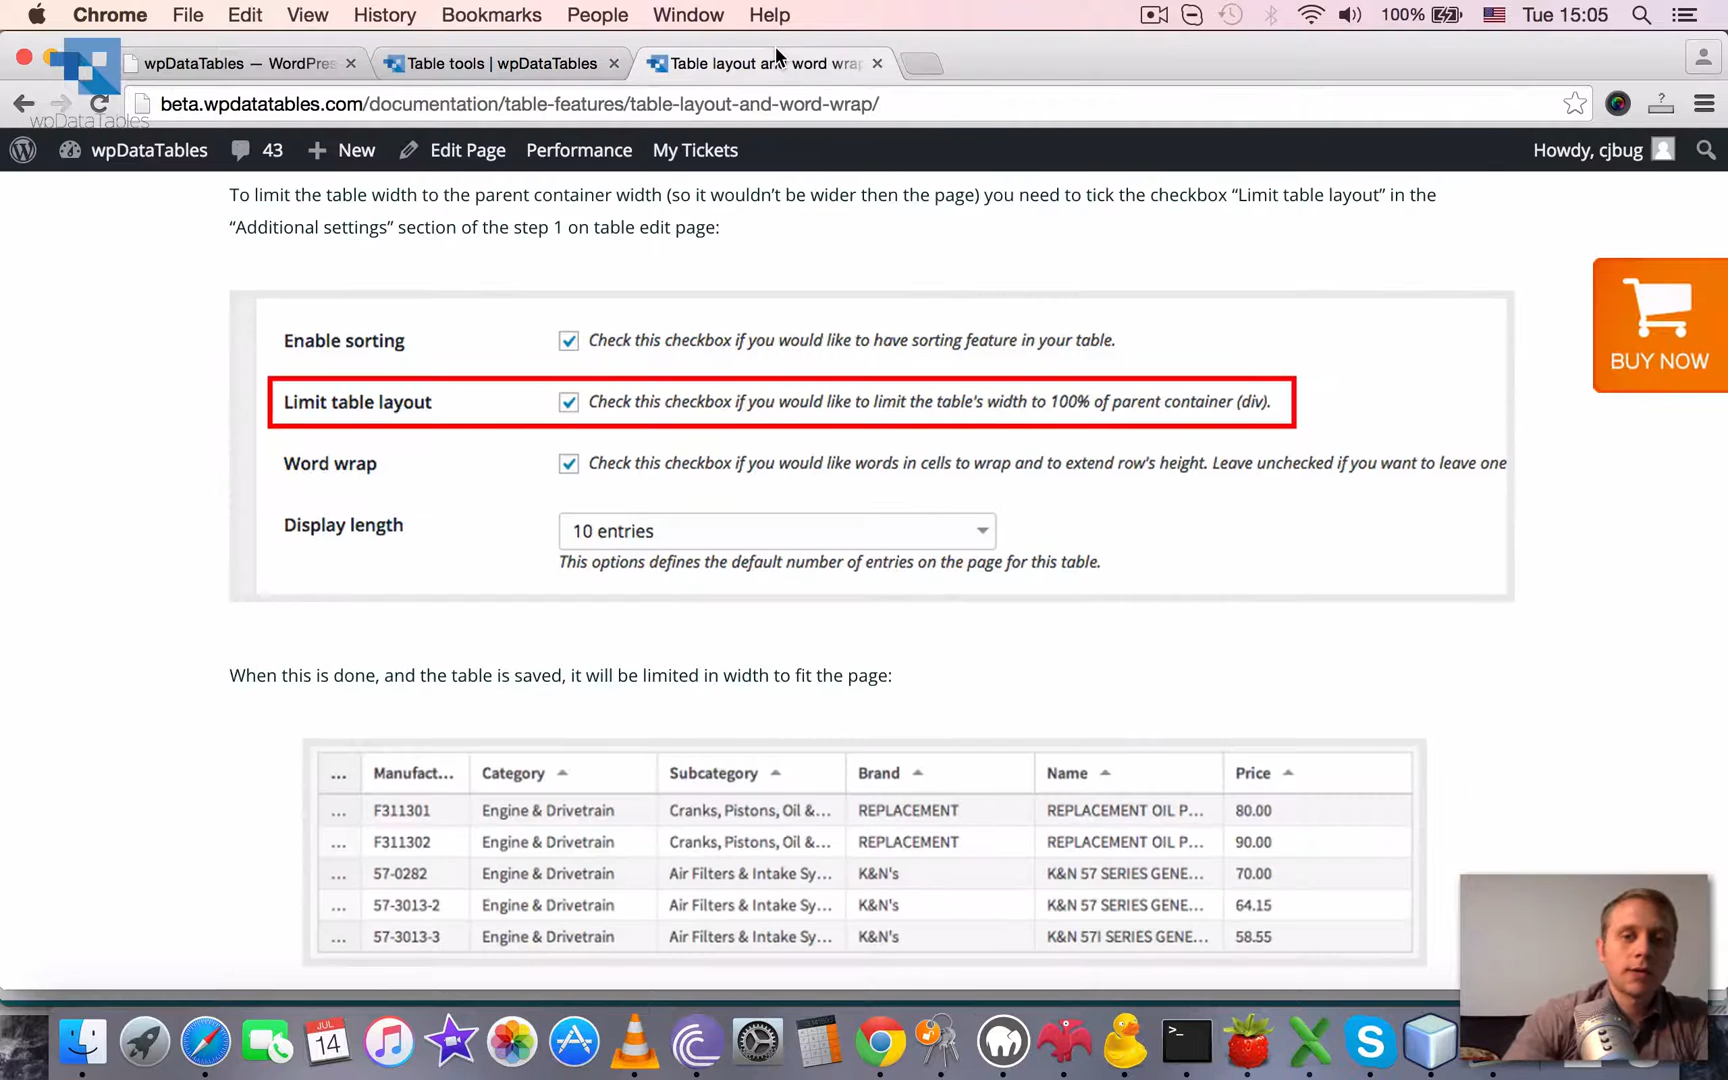 Chrome File Edit View History Bookmarks People Window Help 100% Tue 15:05
wpDataTables — WordPres Table tools | wpDataTables Table layout and word wrap
beta.wpdatatables.com/documentation/table-features/table-layout-and-word-wrap/
wpDataTables
wpDataTables 43 New Edit Page Performance My Tickets Howdy, cjbug
To limit the table width to the parent container width (so it wouldn't be wider then the page) you need to tick the checkbox “Limit table layout” in the
“Additional settings” section of the step 1 on table edit page:
Enable sorting Check this checkbox if you would like to have sorting feature in your table.
BUY NOW
Limit table layout Check this checkbox if you would like to limit the table's width to 100% of parent container (div).
Word wrap Check this checkbox if you would like words in cells to wrap and to extend row's height. Leave unchecked if you want to leave one
Display length 10 entries
This options defines the default number of entries on the page for this table.
When this is done, and the table is saved, it will be limited in width to fit the page:
... Manufact... Category Subcategory Brand Name Price
... F311301 Engine & Drivetrain Cranks, Pistons, Oil &... REPLACEMENT REPLACEMENT OIL P... 80.00
... F311302 Engine & Drivetrain Cranks, Pistons, Oil &... REPLACEMENT REPLACEMENT OIL P... 90.00
... 57-0282 Engine & Drivetrain Air Filters & Intake Sy... K&N's K&N 57 SERIES GENE... 70.00
... 57-3013-2 Engine & Drivetrain Air Filters & Intake Sy... K&N's K&N 57 SERIES GENE... 64.15
... 57-3013-3 Engine & Drivetrain Air Filters & Intake Sy... K&N's K&N 57I SERIES GENE... 58.55
JUL
14